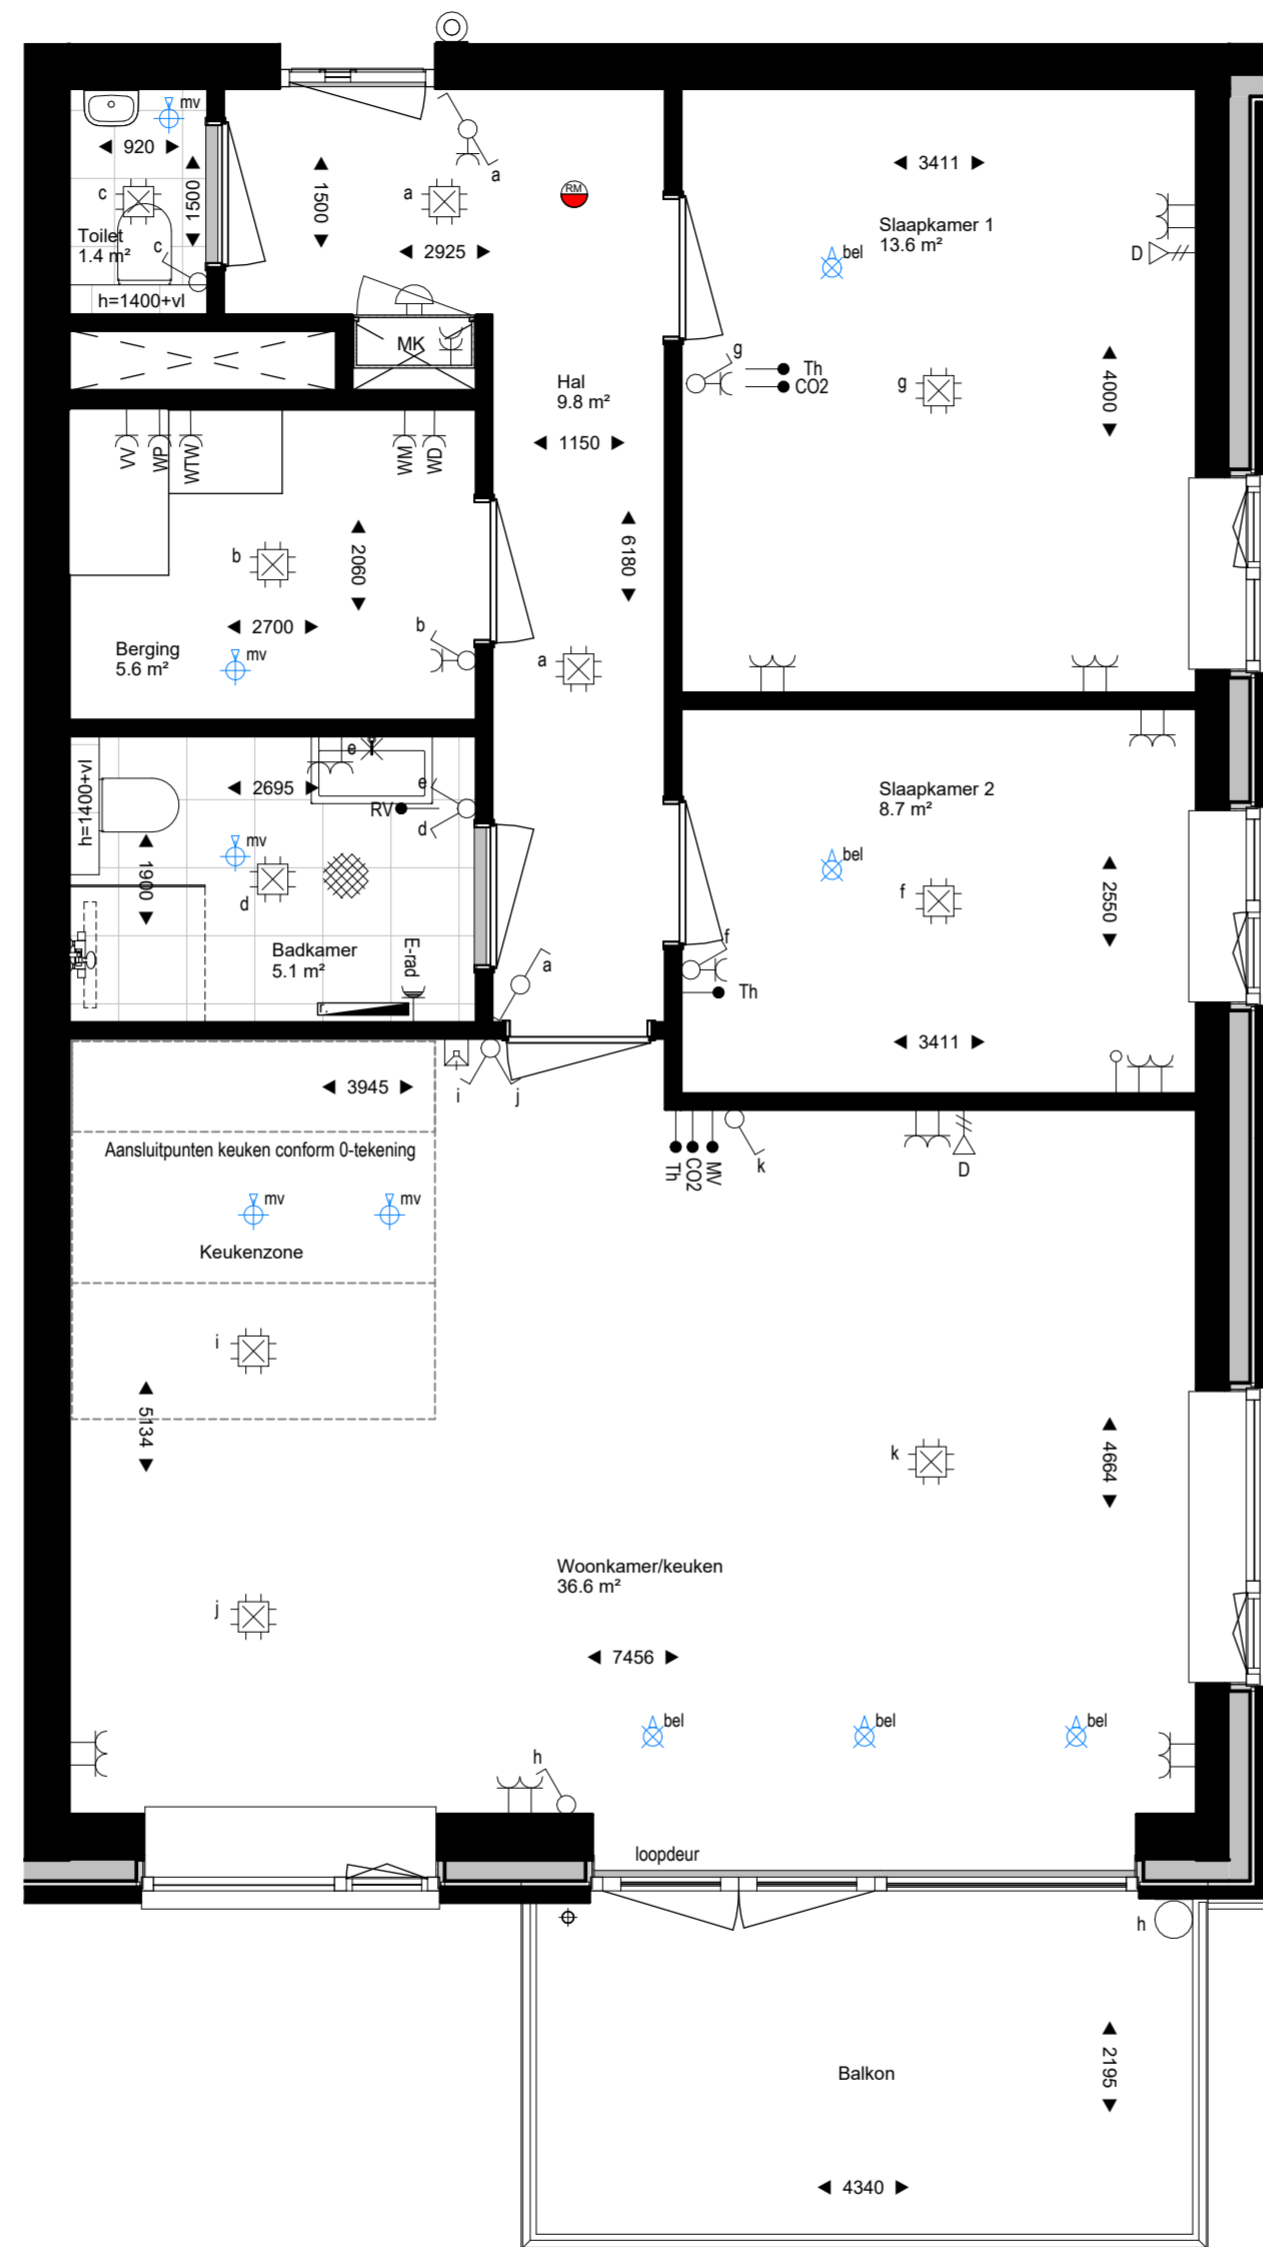 mv
920
1500
c
Toilet
1.4 m²
c
h=1400+vl
1500
a
a
2925
RM
MK
3411
Slaapkamer 1
13.6 m²
bel
D
g
Th
CO2
g
4000
Hal
9.8 m²
1150
6180
a
VV
WP
WTW
WM
WD
b
2060
2700
b
Berging
5.6 m²
mv
h=1400+vl
2695
e
e
RV
d
mv
1900
d
Badkamer
5.1 m²
E-rad
a
Slaapkamer 2
8.7 m²
bel
f
2550
f
Th
3411
3945
i
j
Aansluitpunten keuken conform 0-tekening
mv
mv
Keukenzone
i
5134
Th
CO2
MV
k
D
k
4664
Woonkamer/keuken
36.6 m²
j
7456
bel
bel
bel
h
loopdeur
h
Balkon
2195
4340